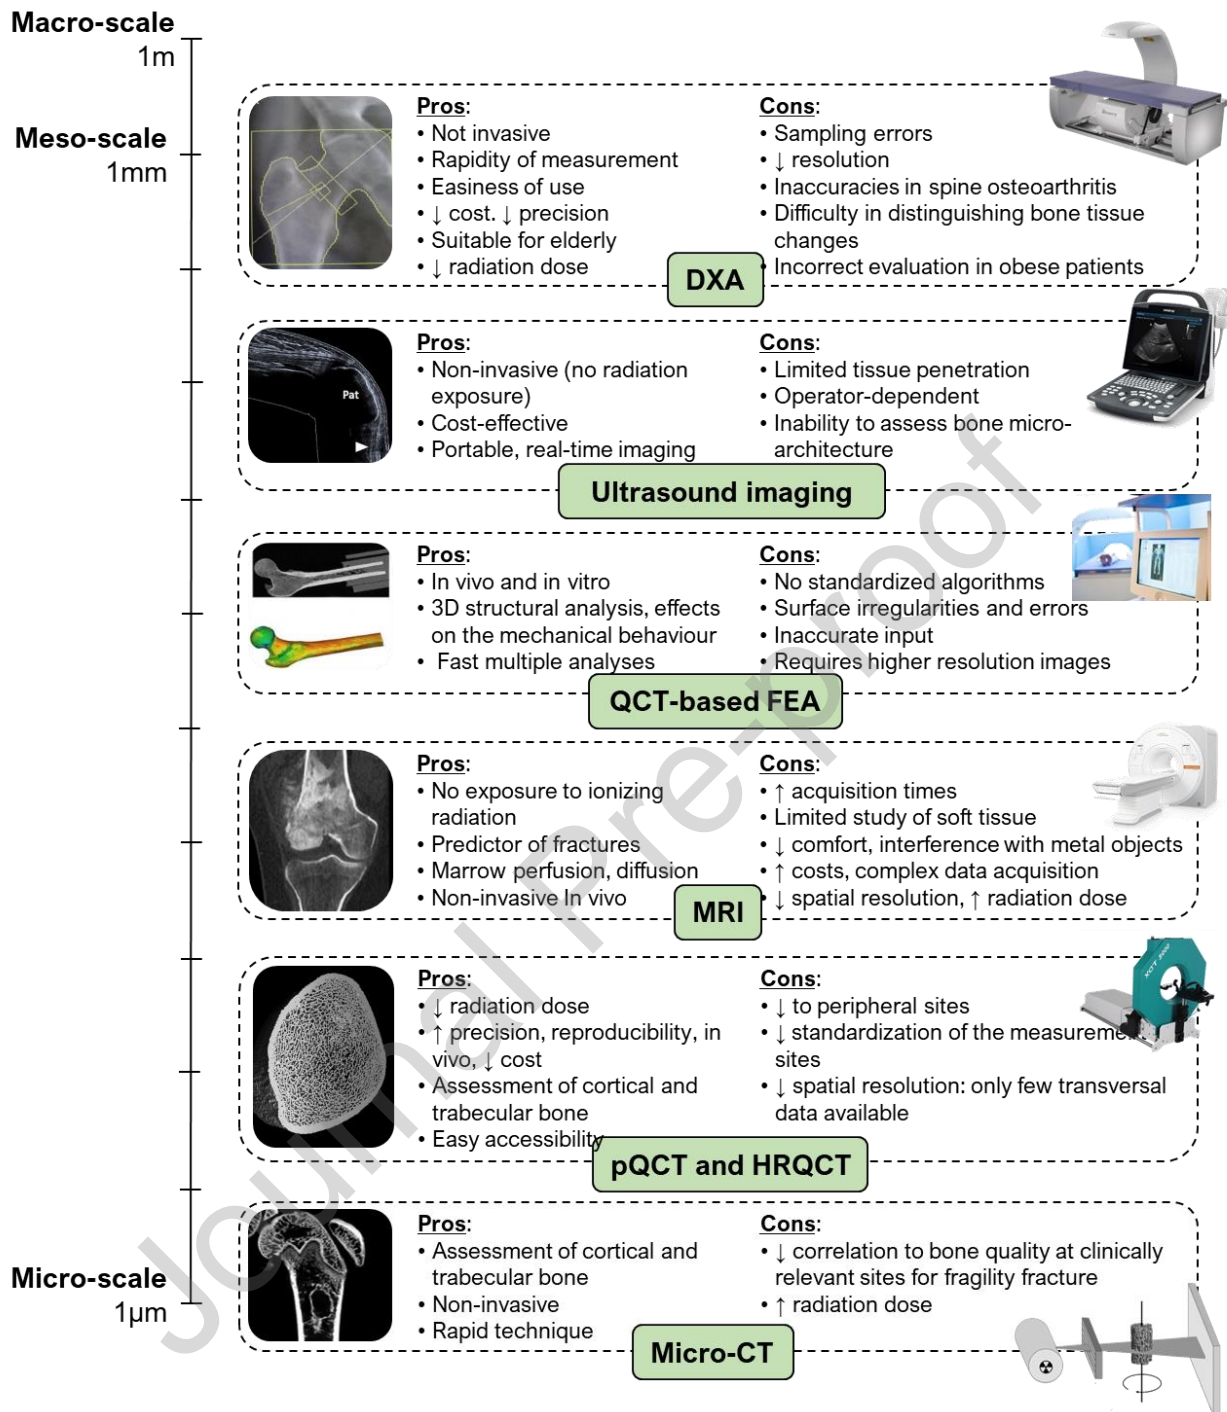 Macro-scale
1m
Meso-scale
1mm
Pros:
• Not invasive
• Rapidity of measurement
• Easiness of use
• ↓ cost. ↓ precision
• Suitable for elderly
• ↓ radiation dose
Cons:
• Sampling errors
• ↓ resolution
• Inaccuracies in spine osteoarthritis
• Difficulty in distinguishing bone tissue
changes
• Incorrect evaluation in obese patients
DXA
Pat
Pros:
• Non-invasive (no radiation
exposure)
• Cost-effective
• Portable, real-time imaging
Cons:
• Limited tissue penetration
• Operator-dependent
• Inability to assess bone micro-
architecture
Ultrasound imaging
Pros:
• In vivo and in vitro
• 3D structural analysis, effects
on the mechanical behaviour
• Fast multiple analyses
Cons:
• No standardized algorithms
• Surface irregularities and errors
• Inaccurate input
• Requires higher resolution images
QCT-based FEA
Pros:
• No exposure to ionizing
radiation
• Predictor of fractures
• Marrow perfusion, diffusion
• Non-invasive In vivo
Cons:
• ↑ acquisition times
• Limited study of soft tissue
• ↓ comfort, interference with metal objects
• ↑ costs, complex data acquisition
• ↓ spatial resolution, ↑ radiation dose
MRI
Pros:
• ↓ radiation dose
• ↑ precision, reproducibility, in
vivo, ↓ cost
• Assessment of cortical and
trabecular bone
• Easy accessibility
Cons:
• ↓ to peripheral sites
• ↓ standardization of the measurement
sites
• ↓ spatial resolution: only few transversal
data available
XCT 3000
pQCT and HRQCT
Micro-scale
1µm
Pros:
• Assessment of cortical and
trabecular bone
• Non-invasive
• Rapid technique
Cons:
• ↓ correlation to bone quality at clinically
relevant sites for fragility fracture
• ↑ radiation dose
Micro-CT
Journal Pre-proof